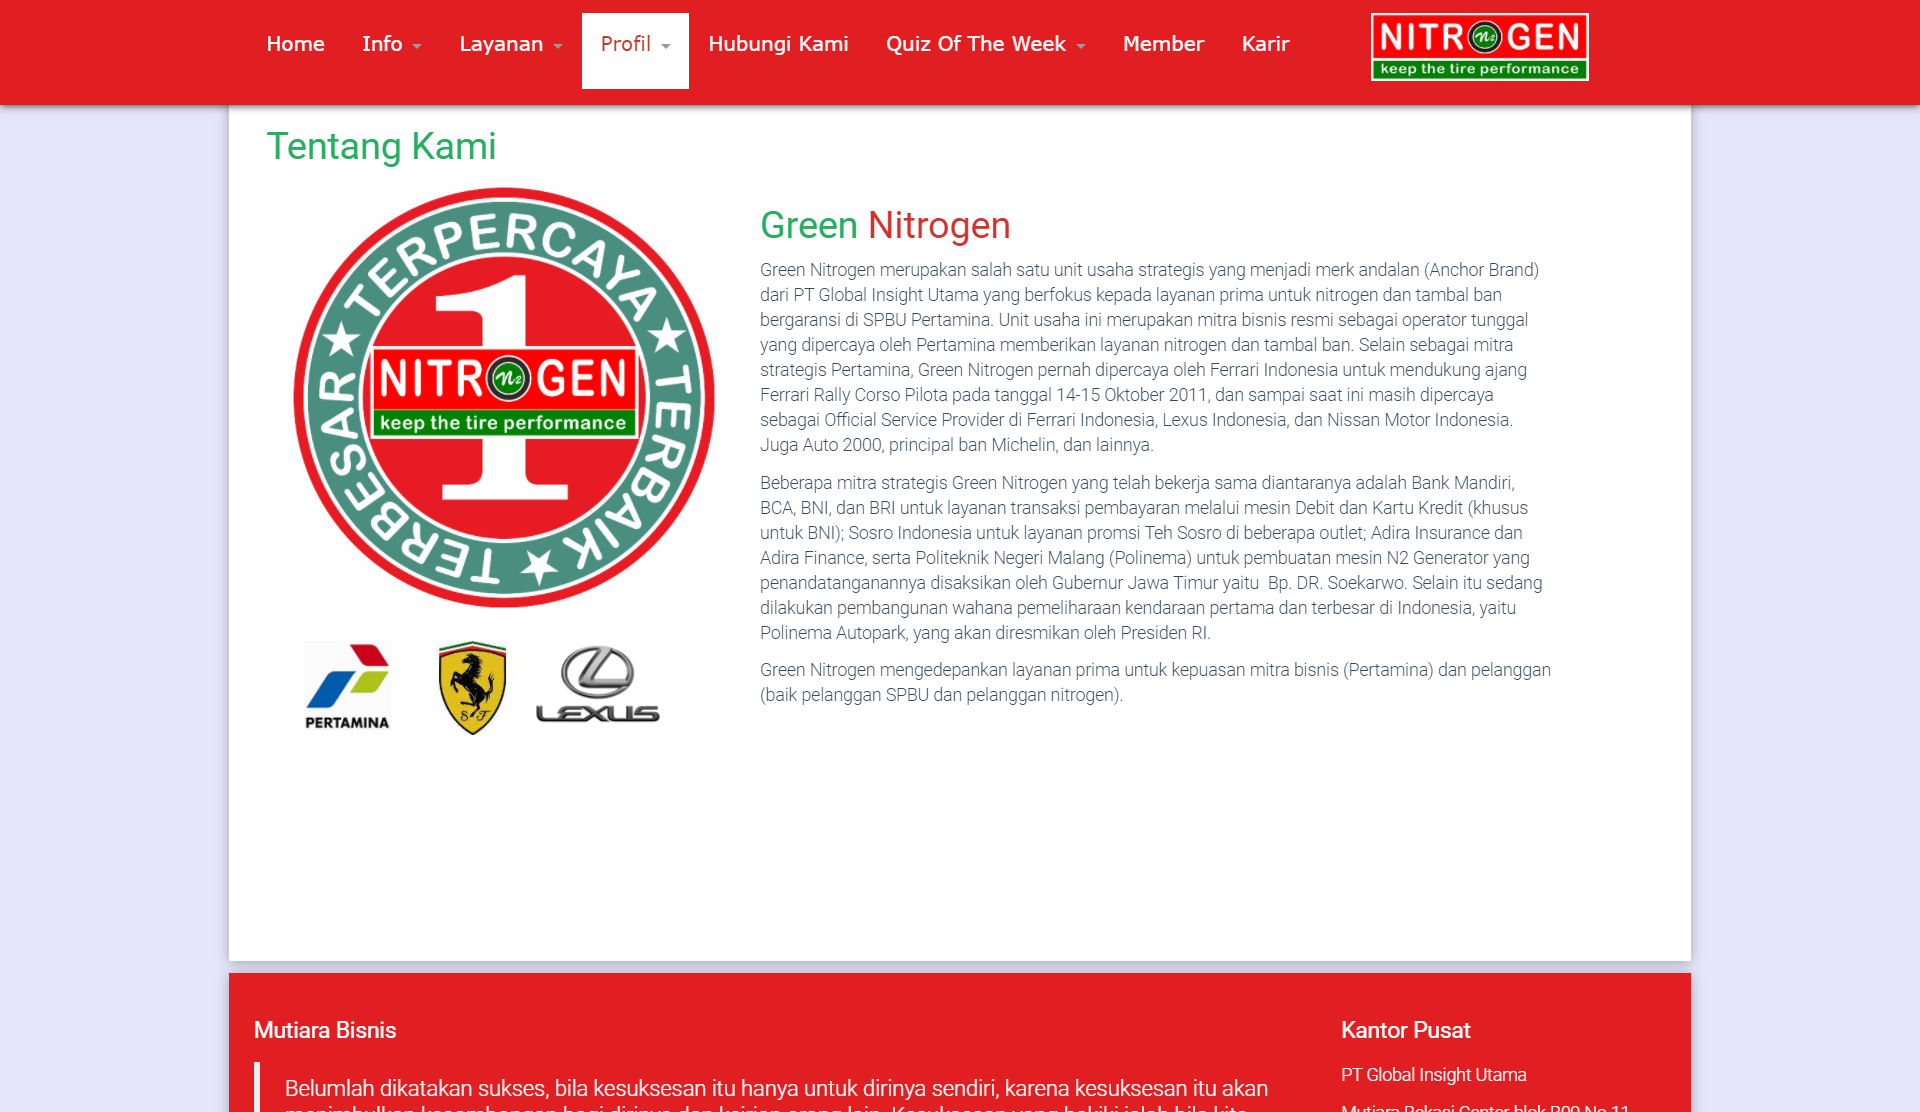 Home Info Layanan Profil Hubungi Kami Quiz Of The Week Member Karir
NITROGEN
keep the tire performance
Tentang Kami
TERPERCAYA ★ TERBAIK ★ TERBESAR ★
1
NITROGEN
keep the tire performance
PERTAMINA
S F
LEXUS
Green Nitrogen
Green Nitrogen merupakan salah satu unit usaha strategis yang menjadi merk andalan (Anchor Brand)
dari PT Global Insight Utama yang berfokus kepada layanan prima untuk nitrogen dan tambal ban
bergaransi di SPBU Pertamina. Unit usaha ini merupakan mitra bisnis resmi sebagai operator tunggal
yang dipercaya oleh Pertamina memberikan layanan nitrogen dan tambal ban. Selain sebagai mitra
strategis Pertamina, Green Nitrogen pernah dipercaya oleh Ferrari Indonesia untuk mendukung ajang
Ferrari Rally Corso Pilota pada tanggal 14-15 Oktober 2011, dan sampai saat ini masih dipercaya
sebagai Official Service Provider di Ferrari Indonesia, Lexus Indonesia, dan Nissan Motor Indonesia.
Juga Auto 2000, principal ban Michelin, dan lainnya.
Beberapa mitra strategis Green Nitrogen yang telah bekerja sama diantaranya adalah Bank Mandiri,
BCA, BNI, dan BRI untuk layanan transaksi pembayaran melalui mesin Debit dan Kartu Kredit (khusus
untuk BNI); Sosro Indonesia untuk layanan promsi Teh Sosro di beberapa outlet; Adira Insurance dan
Adira Finance, serta Politeknik Negeri Malang (Polinema) untuk pembuatan mesin N2 Generator yang
penandatanganannya disaksikan oleh Gubernur Jawa Timur yaitu Bp. DR. Soekarwo. Selain itu sedang
dilakukan pembangunan wahana pemeliharaan kendaraan pertama dan terbesar di Indonesia, yaitu
Polinema Autopark, yang akan diresmikan oleh Presiden RI.
Green Nitrogen mengedepankan layanan prima untuk kepuasan mitra bisnis (Pertamina) dan pelanggan
(baik pelanggan SPBU dan pelanggan nitrogen).
Mutiara Bisnis
Belumlah dikatakan sukses, bila kesuksesan itu hanya untuk dirinya sendiri, karena kesuksesan itu akan
Kantor Pusat
PT Global Insight Utama